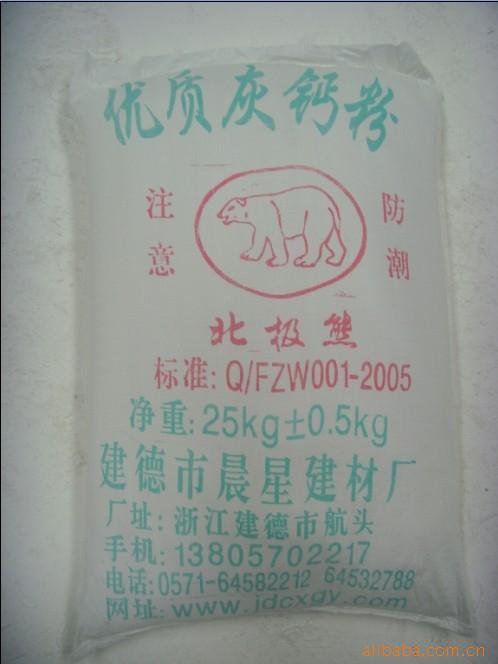 优质灰钙粉
注意
防潮
北极熊
标准: Q/FZW001-2005
净重: 25kg±0.5kg
建德市晨星建材厂
厂址: 浙江建德市航头
手机: 13805702217
电话: 0571-64582212 64532788
网址: www.jdcxgy.com
alibaba.com.cn